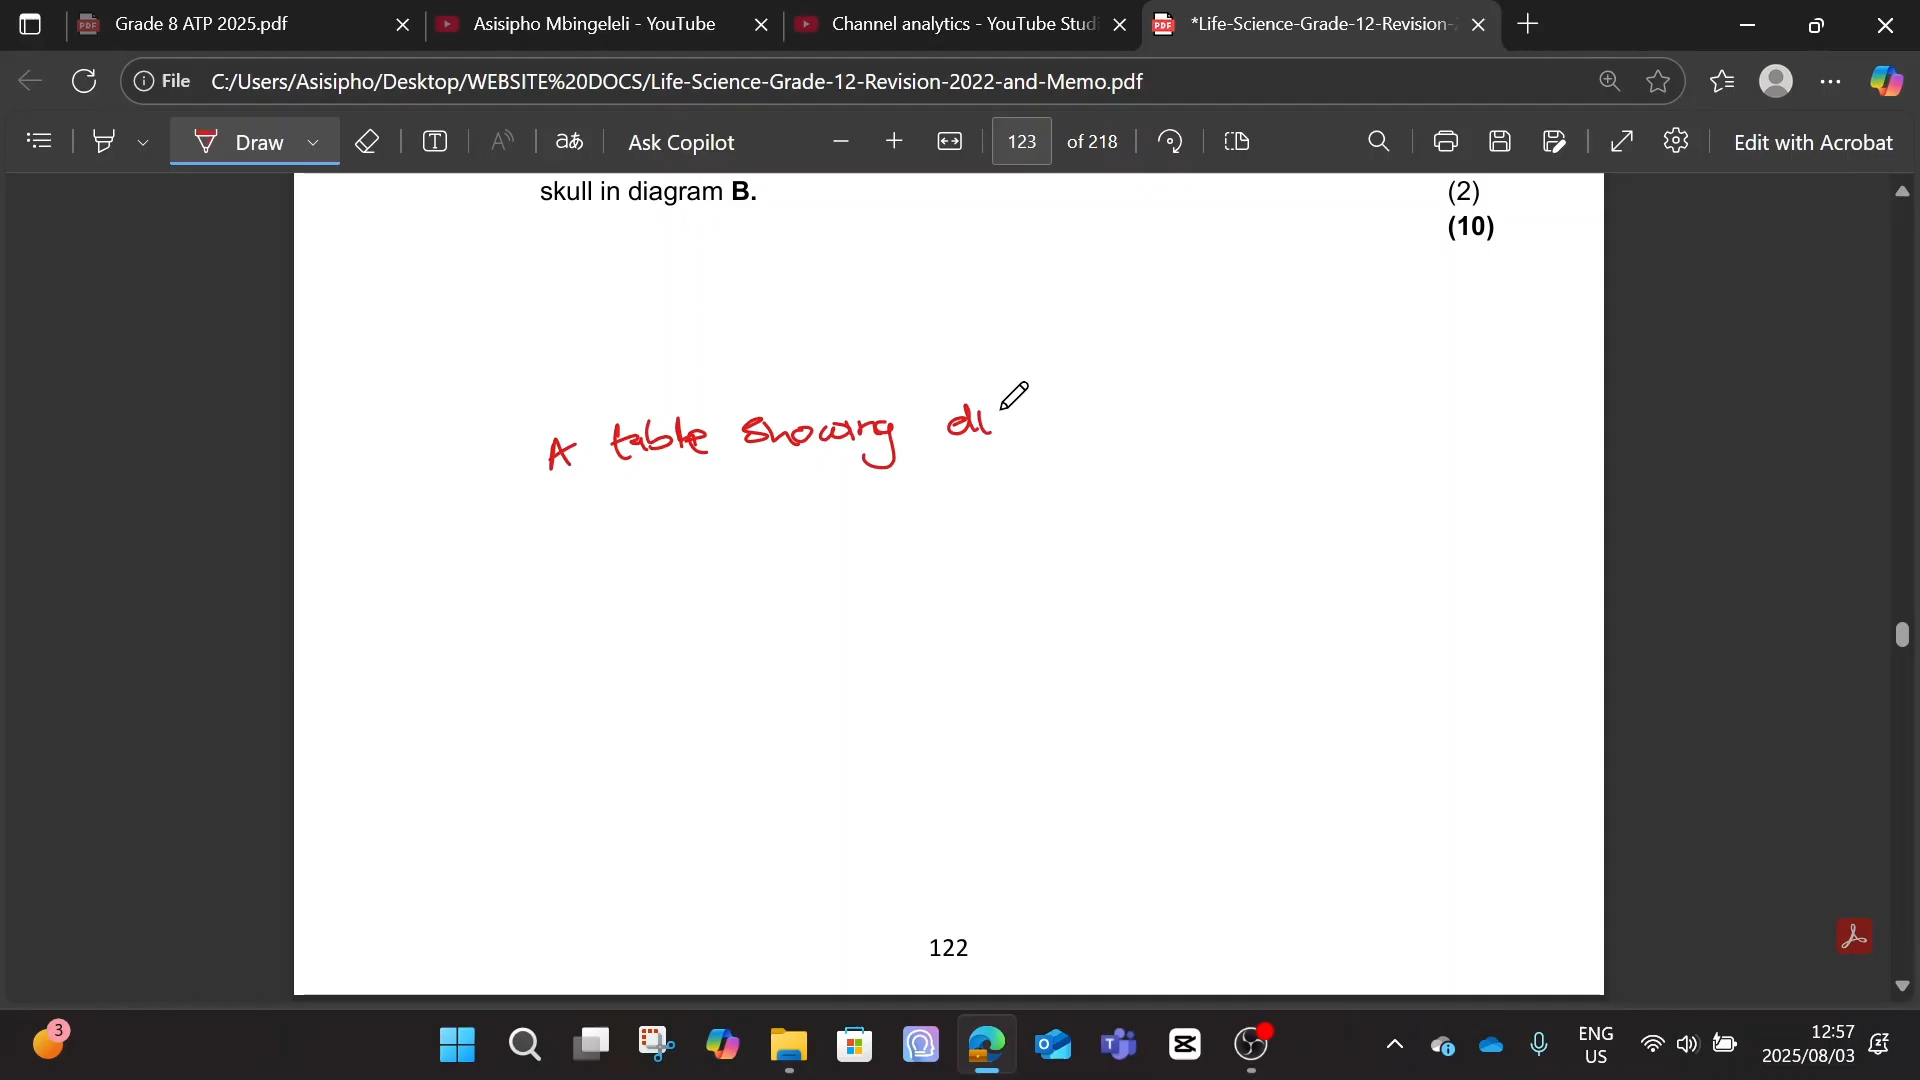 Grade 8 ATP 2025.pdf
Asisipho Mbingeleli - YouTube
Channel analytics - YouTube Studi
*Life-Science-Grade-12-Revision-
File C:/Users/Asisipho/Desktop/WEBSITE%20DOCS/Life-Science-Grade-12-Revision-2022-and-Memo.pdf
Draw
Ask Copilot
123 of 218
Edit with Acrobat
skull in diagram B. (2)
(10)
A table showing di
122
3
ENG
US
12:57
2025/08/03